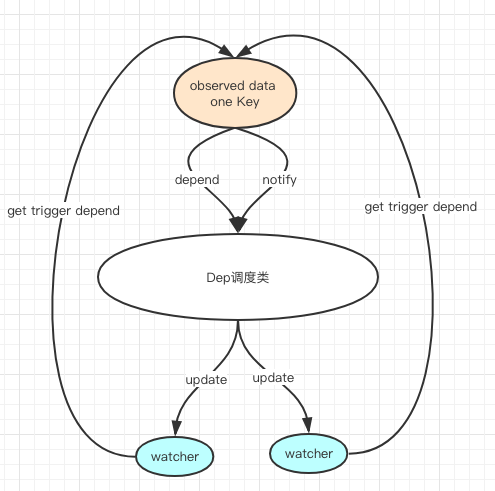 observed data
one Key
depend
notify
get trigger depend
get trigger depend
Dep调度类
update
update
watcher
watcher